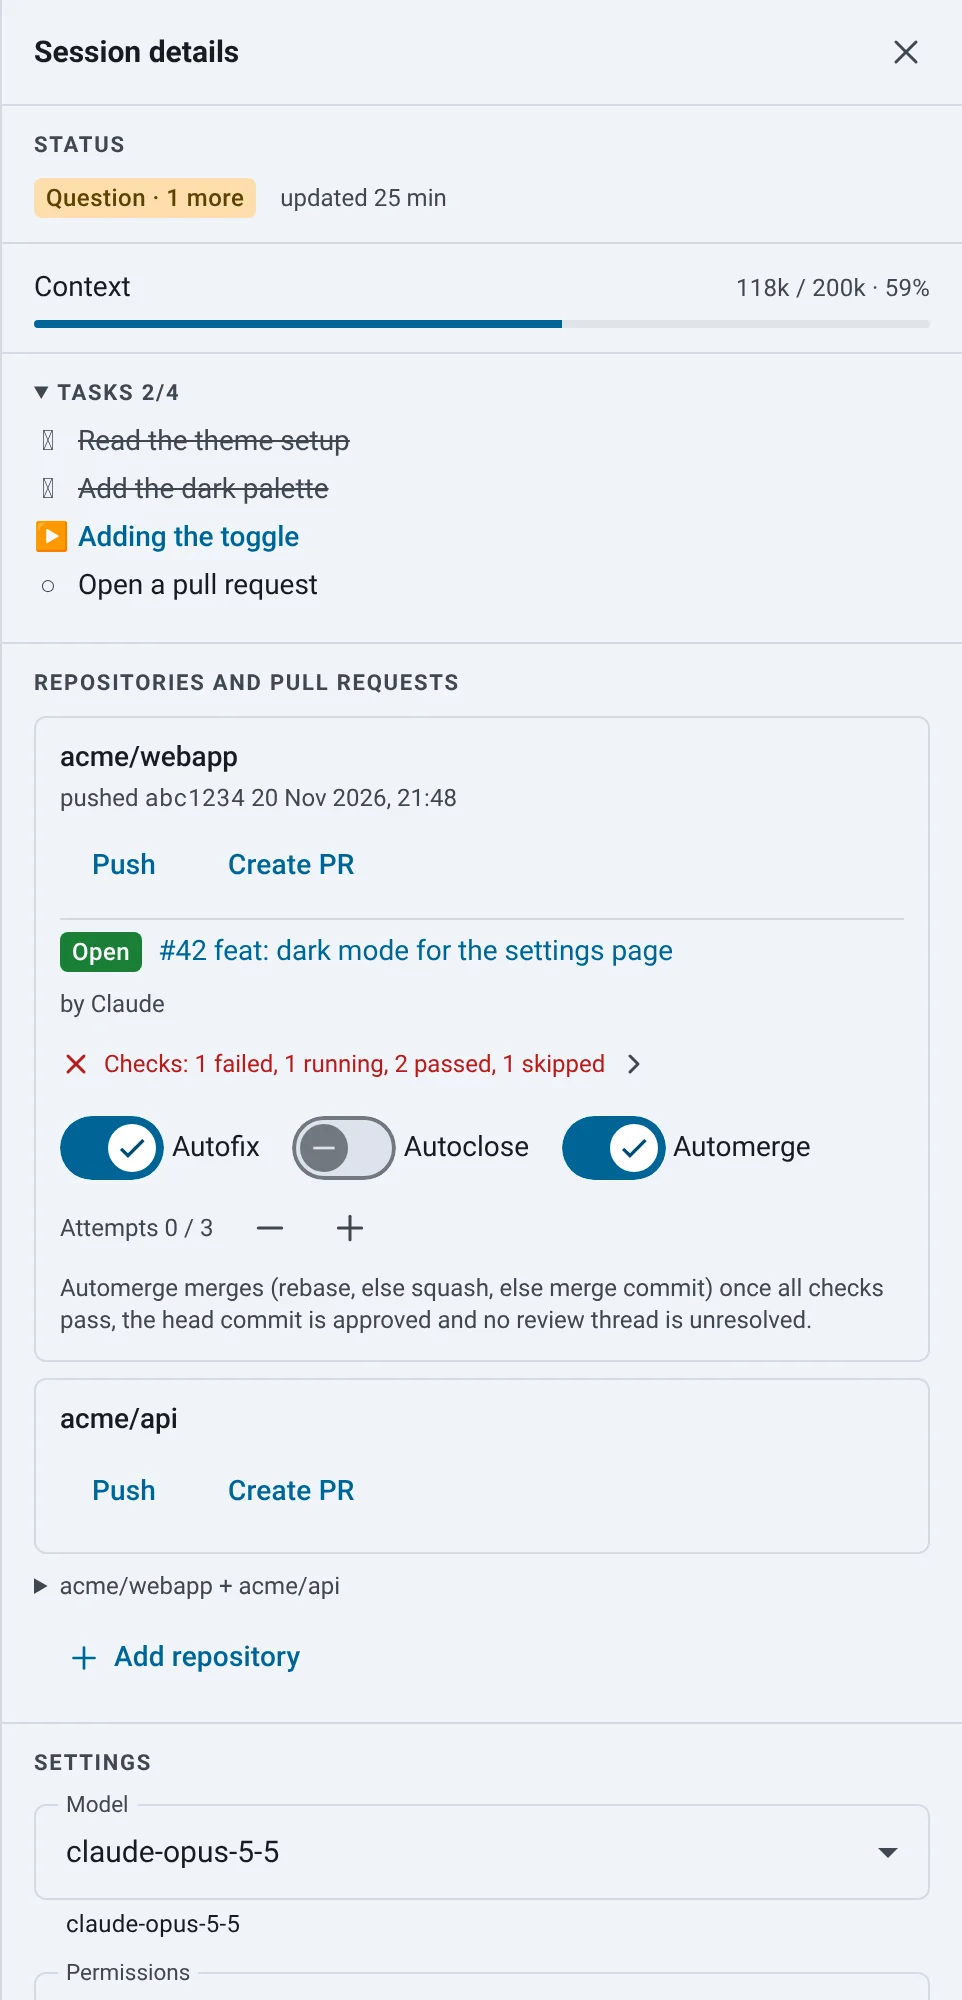 Session details
STATUS
Question · 1 more updated 25 min
Context 118k / 200k · 59%
▼ TASKS 2/4
Read the theme setup
Add the dark palette
▶️ Adding the toggle
○ Open a pull request
REPOSITORIES AND PULL REQUESTS
acme/webapp
pushed abc1234 20 Nov 2026, 21:48
Push Create PR
Open #42 feat: dark mode for the settings page
by Claude
Checks: 1 failed, 1 running, 2 passed, 1 skipped
Autofix Autoclose Automerge
Attempts 0 / 3 — +
Automerge merges (rebase, else squash, else merge commit) once all checks
pass, the head commit is approved and no review thread is unresolved.
acme/api
Push Create PR
▶ acme/webapp + acme/api
+ Add repository
SETTINGS
Model
claude-opus-5-5
claude-opus-5-5
Permissions